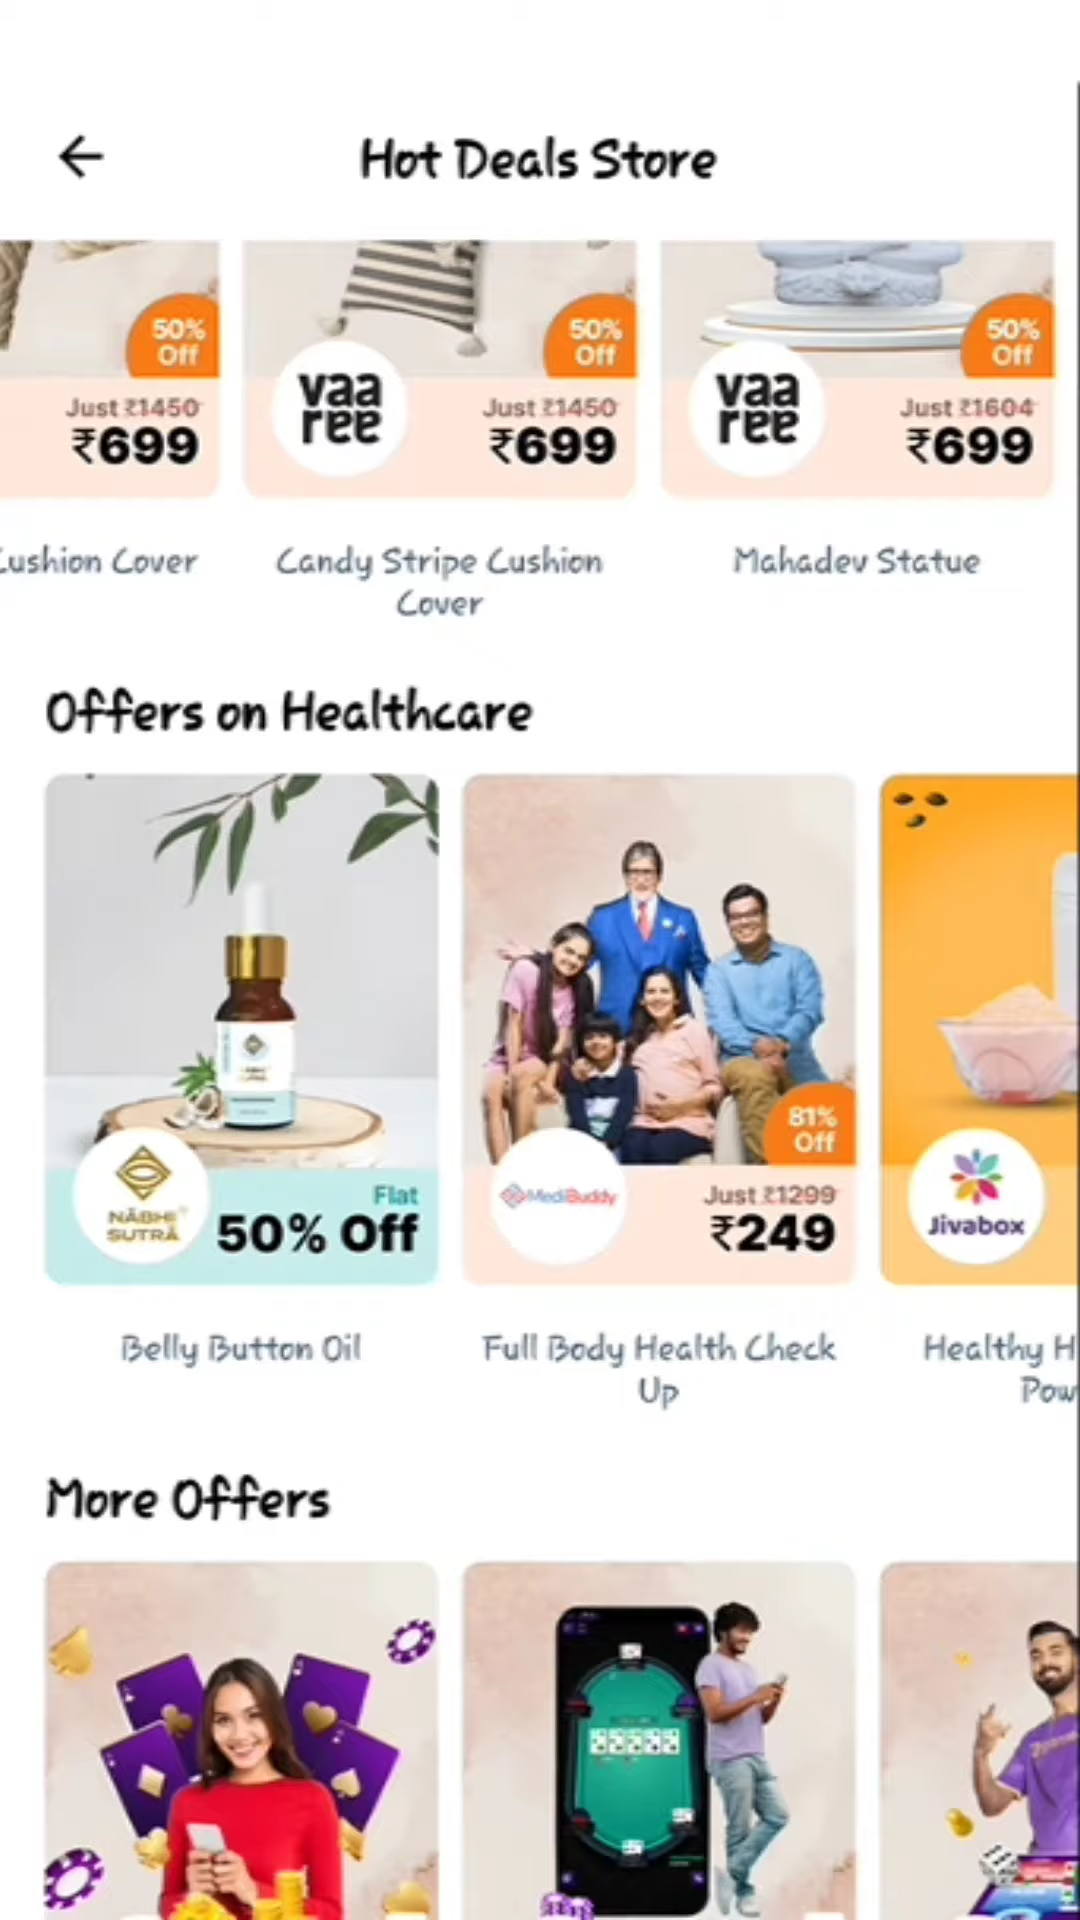 Hot Deals Store
50%
Off
Just ₹1450
₹699
50%
Off
vaa
ree
Just ₹1450
₹699
50%
Off
vaa
ree
Just ₹1604
₹699
Cushion Cover
Candy Stripe Cushion
Cover
Mahadev Statue
Offers on Healthcare
NĀBHI
SUTRĀ
Flat
50% Off
81%
Off
MediBuddy
Just ₹1299
₹249
Jivabox
Belly Button Oil
Full Body Health Check
Up
Healthy H
Pow
More Offers